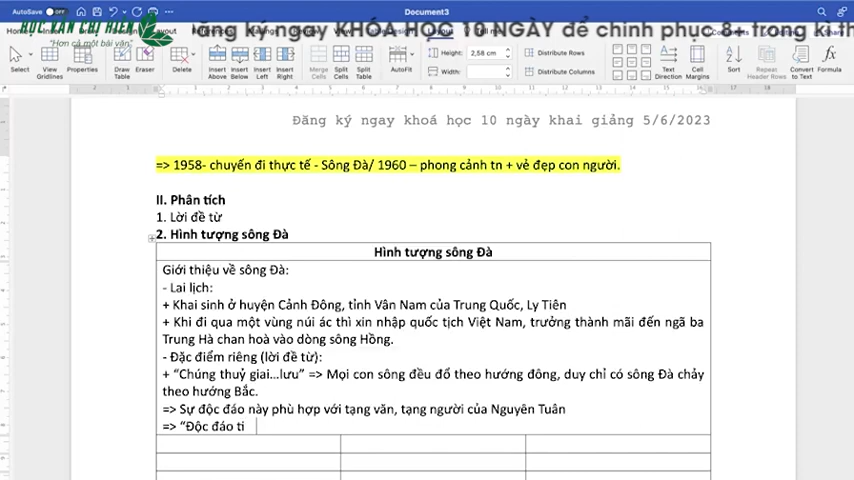 AutoSave OFF
Document3
HỌC VĂN CHỊ HIÊN
"Hơn cả một bài văn"
đăng ký ngay KHÓA HỌC 10 NGÀY để chinh phục 8+ trong kì th
Home
Select
View Gridlines
Properties
Draw Table
Eraser
Delete
Insert Above
Insert Below
Insert Left
Insert Right
Merge Cells
Split Cells
Split Table
AutoFit
Height: 2,58 cm
Width:
Distribute Rows
Distribute Columns
Text Direction
Cell Margins
Sort
Repeat Header Rows
Convert to Text
Formula
Đăng ký ngay khoá học 10 ngày khai giảng 5/6/2023
=> 1958- chuyến đi thực tế - Sông Đà/ 1960 – phong cảnh tn + vẻ đẹp con người.
II. Phân tích
1. Lời đề từ
2. Hình tượng sông Đà
Hình tượng sông Đà
Giới thiệu về sông Đà:
- Lai lịch:
+ Khai sinh ở huyện Cảnh Đông, tỉnh Vân Nam của Trung Quốc, Ly Tiên
+ Khi đi qua một vùng núi ác thì xin nhập quốc tịch Việt Nam, trưởng thành mãi đến ngã ba
Trung Hà chan hoà vào dòng sông Hồng.
- Đặc điểm riêng (lời đề từ):
+ “Chúng thuỷ giai...lưu” => Mọi con sông đều đổ theo hướng đông, duy chỉ có sông Đà chảy
theo hướng Bắc.
=> Sự độc đáo này phù hợp với tạng văn, tạng người của Nguyên Tuân
=> “Độc đáo tí